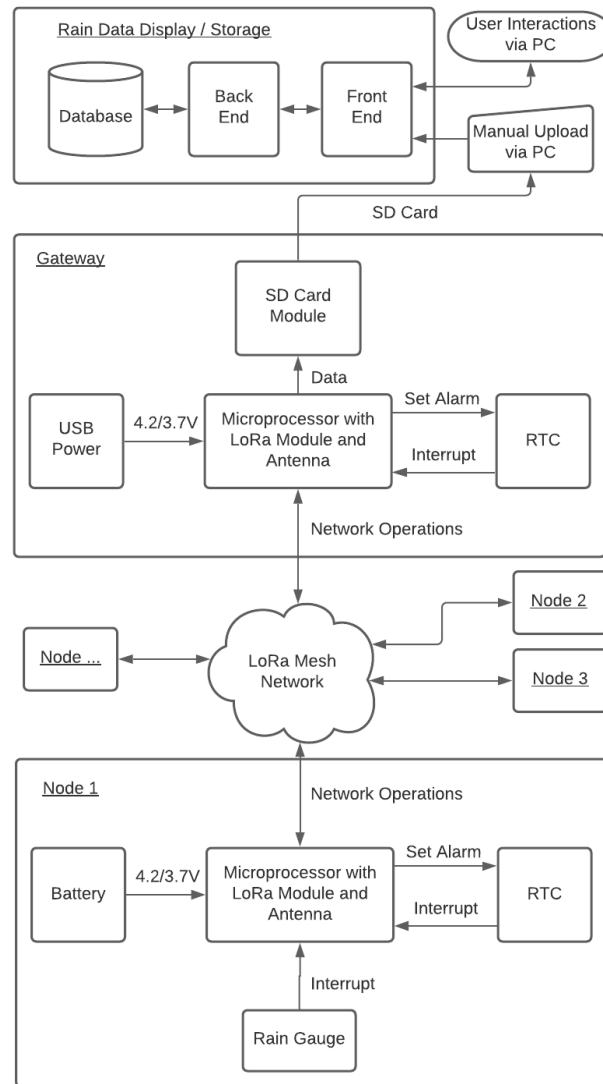 Rain Data Display / Storage
User Interactions
via PC
Database
Back
End
Front
End
Manual Upload
via PC
SD Card
Gateway
SD Card
Module
Data
USB
Power
4.2/3.7V
Microprocessor with
LoRa Module and
Antenna
Set Alarm
Interrupt
RTC
Network Operations
Node 2
Node ...
LoRa Mesh
Network
Node 3
Node 1
Network Operations
Battery
4.2/3.7V
Microprocessor with
LoRa Module and
Antenna
Set Alarm
Interrupt
RTC
Interrupt
Rain Gauge